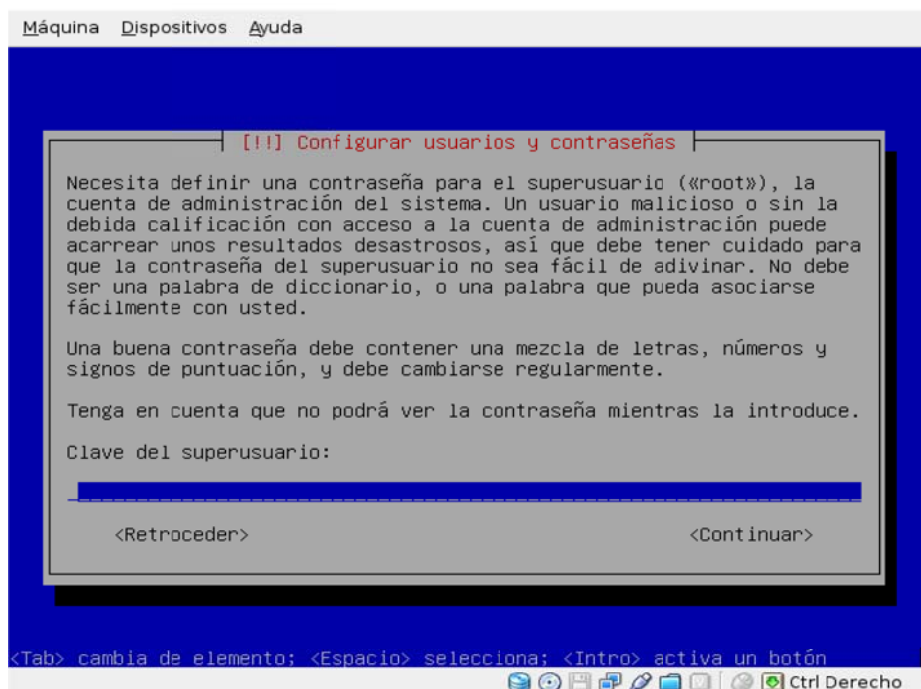 Máquina Dispositivos Ayuda
[!!] Configurar usuarios y contraseñas
Necesita definir una contraseña para el superusuario («root»), la
cuenta de administración del sistema. Un usuario malicioso o sin la
debida calificación con acceso a la cuenta de administración puede
acarrear unos resultados desastrosos, así que debe tener cuidado para
que la contraseña del superusuario no sea fácil de adivinar. No debe
ser una palabra de diccionario, o una palabra que pueda asociarse
fácilmente con usted.
Una buena contraseña debe contener una mezcla de letras, números y
signos de puntuación, y debe cambiarse regularmente.
Tenga en cuenta que no podrá ver la contraseña mientras la introduce.
Clave del superusuario:
<Retroceder> <Continuar>
<Tab> cambia de elemento; <Espacio> selecciona; <Intro> activa un botón
Ctrl Derecho